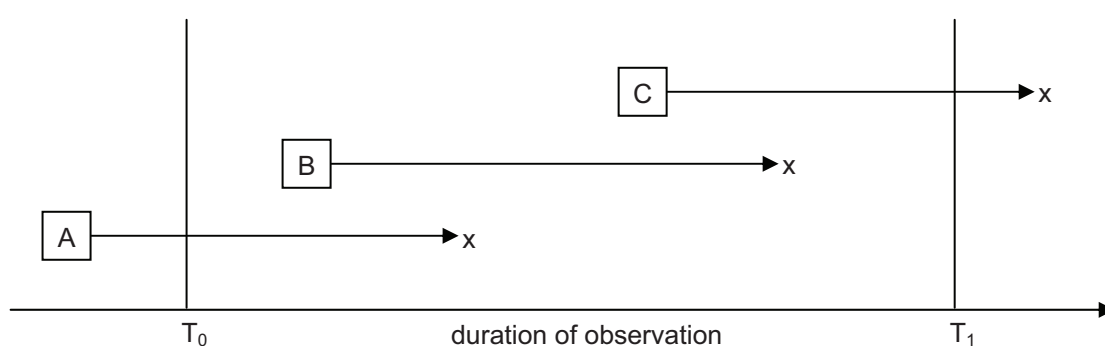 C x
B x
A x
T₀ duration of observation T₁